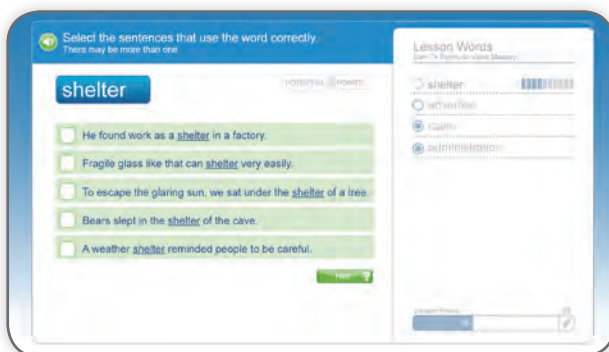 Select the sentences that use the word correctly.
There may be more than one
shelter
POTENTIAL POINTS
He found work as a shelter in a factory.
Fragile glass like that can shelter very easily.
To escape the glaring sun, we sat under the shelter of a tree.
Bears slept in the shelter of the cave.
A weather shelter reminded people to be careful.
Lesson Words
shelter
advertise
claim
administration